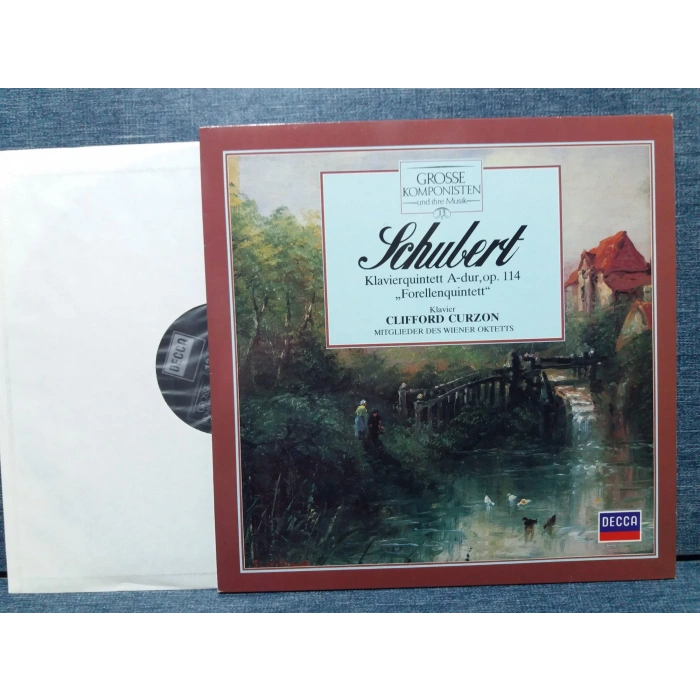 GROSSE
KOMPONISTEN
und ihre Musik
Schubert
Klavierquintett A-dur, op. 114
„Forellenquintett“
Klavier
CLIFFORD CURZON
MITGLIEDER DES WIENER OKTETTS
DECCA
DECCA